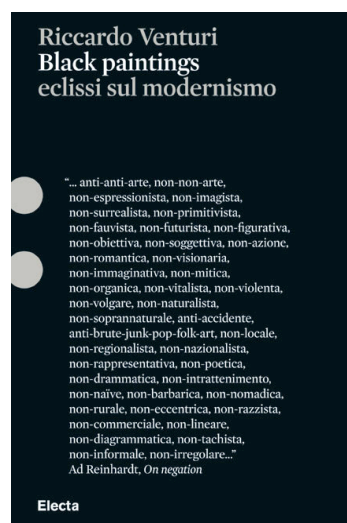 Riccardo Venturi
Black paintings
eclissi sul modernismo
“... anti-anti-arte, non-non-arte,
non-espressionista, non-imagista,
non-surrealista, non-primitivista,
non-fauvista, non-futurista, non-figurativa,
non-obiettiva, non-soggettiva, non-azione,
non-romantica, non-visionaria,
non-immaginativa, non-mitica,
non-organica, non-vitalista, non-violenta,
non-volgare, non-naturalista,
non-soprannaturale, anti-accidente,
anti-brute-junk-pop-folk-art, non-locale,
non-regionalista, non-nazionalista,
non-rappresentativa, non-poetica,
non-drammatica, non-intrattenimento,
non-naïve, non-barbarica, non-nomadica,
non-rurale, non-eccentrica, non-razzista,
non-commerciale, non-lineare,
non-diagrammatica, non-tachista,
non-informale, non-irregolare...”
Ad Reinhardt, On negation
Electa